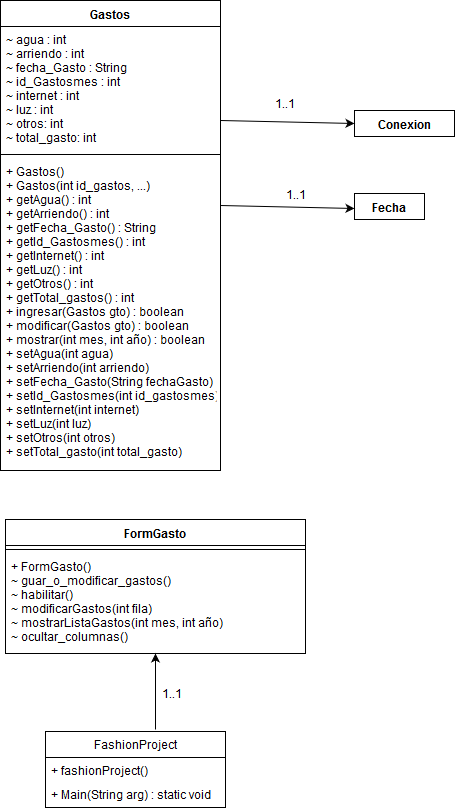 Gastos
~ agua : int
~ arriendo : int
~ fecha_Gasto : String
~ id_Gastosmes : int
~ internet : int
~ luz : int
~ otros: int
~ total_gasto: int
+ Gastos()
+ Gastos(int id_gastos, ...)
+ getAgua() : int
+ getArriendo() : int
+ getFecha_Gasto() : String
+ getId_Gastosmes() : int
+ getInternet() : int
+ getLuz() : int
+ getOtros() : int
+ getTotal_gastos() : int
+ ingresar(Gastos gto) : boolean
+ modificar(Gastos gto) : boolean
+ mostrar(int mes, int año) : boolean
+ setAgua(int agua)
+ setArriendo(int arriendo)
+ setFecha_Gasto(String fechaGasto)
+ setId_Gastosmes(int id_gastosmes)
+ setInternet(int internet)
+ setLuz(int luz)
+ setOtros(int otros)
+ setTotal_gasto(int total_gasto)
1..1
Conexion
1..1
Fecha
FormGasto
+ FormGasto()
~ guar_o_modificar_gastos()
~ habilitar()
~ modificarGastos(int fila)
~ mostrarListaGastos(int mes, int año)
~ ocultar_columnas()
1..1
FashionProject
+ fashionProject()
+ Main(String arg) : static void